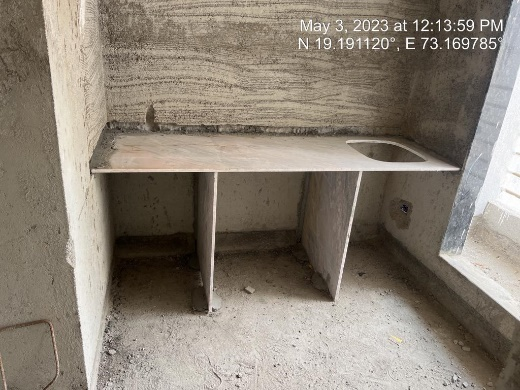 May 3, 2023 at 12:13:59 PM
N 19.191120°, E 73.169785°